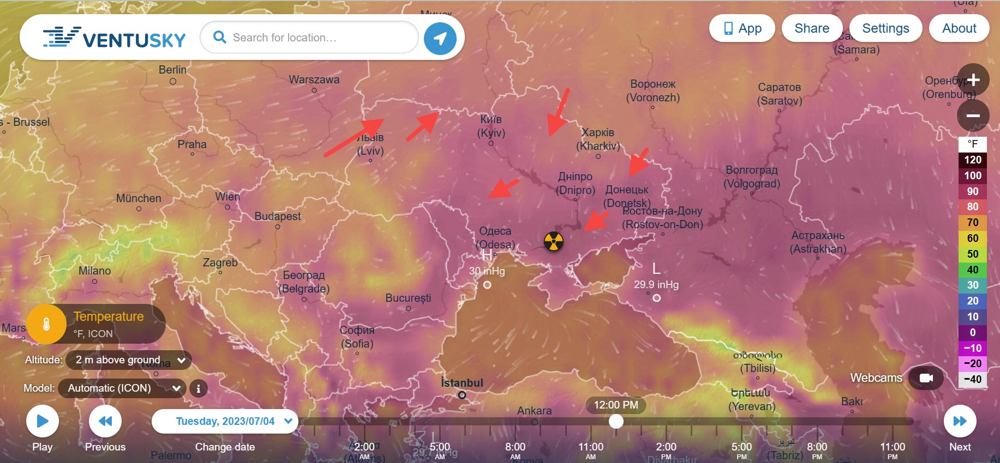 Минск
(Ufa)
VENTUSKY
Search for location...
App
Share
Settings
About
(Samara)
Berlin
Warszawa
Воронеж
(Voronezh)
Саратов
(Saratov)
Оренбург
(Orenburg)
s - Brussel
Київ
(Kyiv)
Харків
(Kharkiv)
Praha
Львів
(Lviv)
°F
120
100
90
80
70
60
50
40
30
20
10
0
−10
−20
−40
München
Wien
Budapest
Дніпро
(Dnipro)
Донецьк
(Donetsk)
Волгоград
(Volgograd)
Ростов-на-Дону
(Rostov-on-Don)
Одеса
(Odesa)
Астрахань
(Astrakhan)
H
30 inHg
L
29.9 inHg
Milano
Zagreb
Београд
(Belgrade)
București
Temperature
°F, ICON
Mars
София
(Sofia)
თბილისი
(Tbilisi)
Altitude:
2 m above ground
Roma
Webcams
Model:
Automatic (ICON)
i
İstanbul
Երեւան
(Yerevan)
Bakı
Ankara
12:00 PM
Tuesday, 2023/07/04
Play
Previous
Change date
2:00 AM
5:00 AM
8:00 AM
11:00 AM
2:00 PM
5:00 PM
8:00 PM
11:00 PM
Next
Palermo
(Athens)
29.7 inHg
Konya
Diyarbakır
تبریز
(Tabriz)